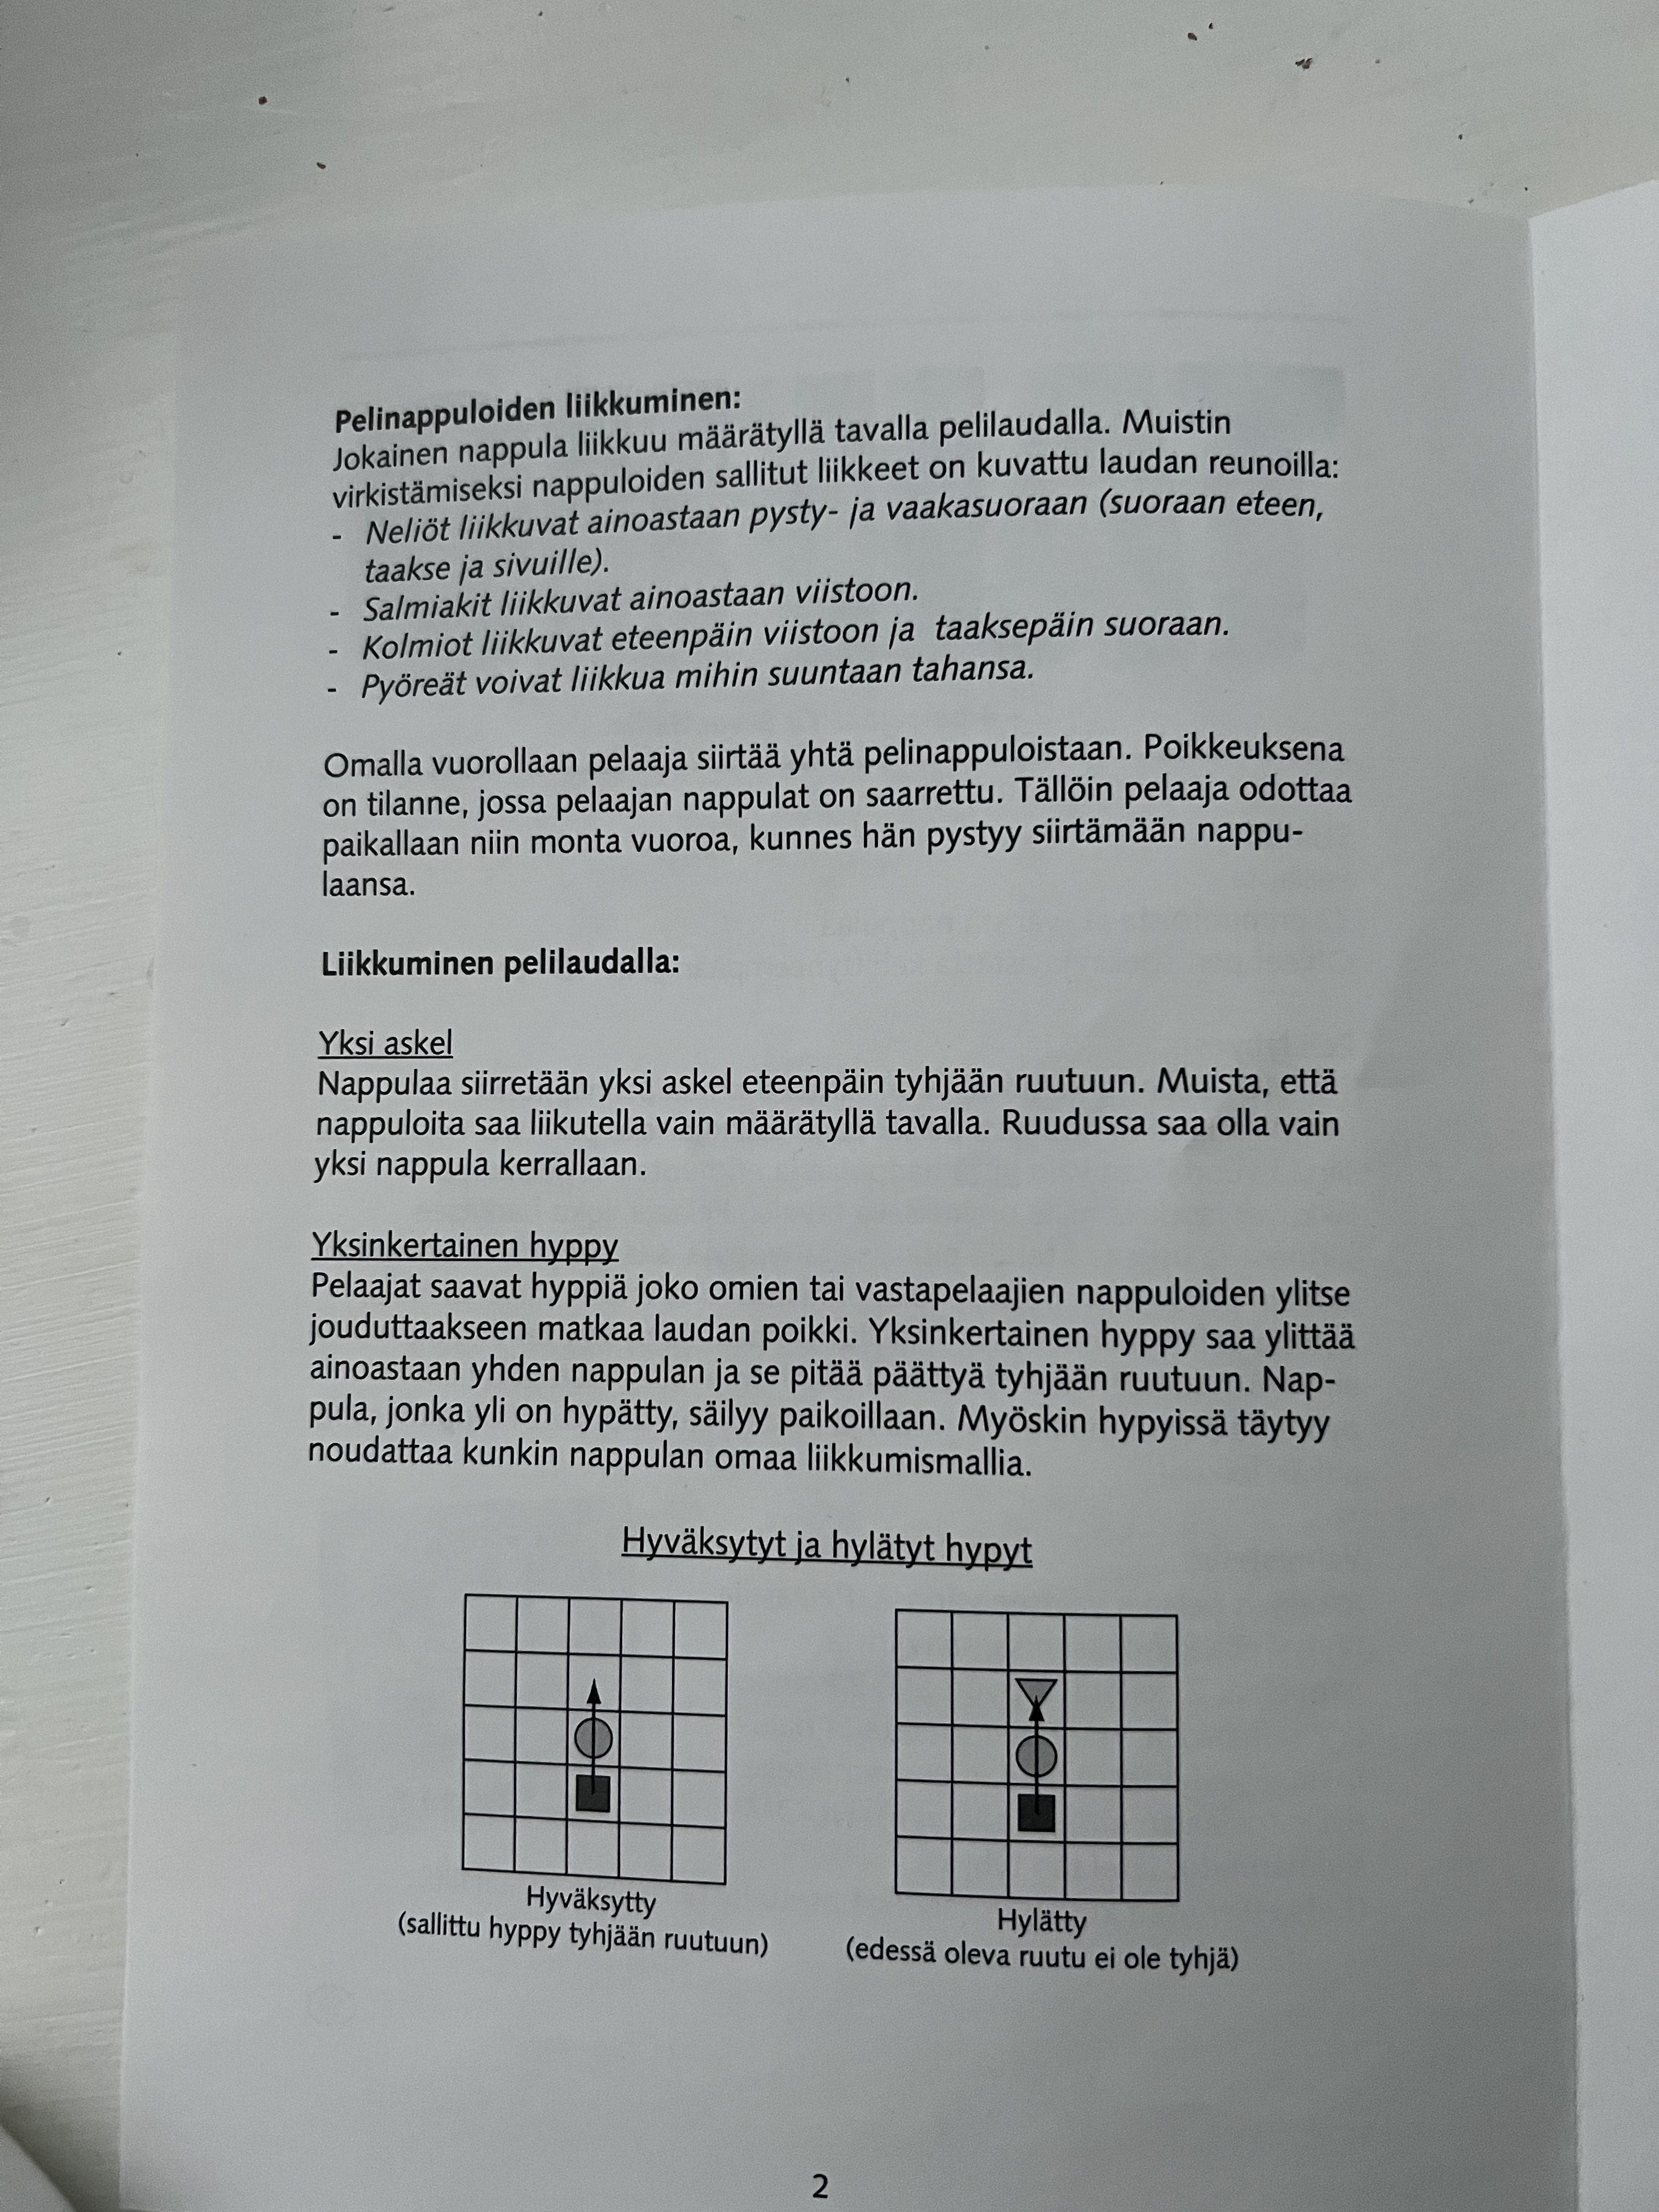 Pelinappuloiden liikkuminen:
Jokainen nappula liikkuu määrätyllä tavalla pelilaudalla. Muistin
virkistämiseksi nappuloiden sallitut liikkeet on kuvattu laudan reunoilla:
- Neliöt liikkuvat ainoastaan pysty- ja vaakasuoraan (suoraan eteen,
taakse ja sivuille).
- Salmiakit liikkuvat ainoastaan viistoon.
- Kolmiot liikkuvat eteenpäin viistoon ja taaksepäin suoraan.
- Pyöreät voivat liikkua mihin suuntaan tahansa.
Omalla vuorollaan pelaaja siirtää yhtä pelinappuloistaan. Poikkeuksena
on tilanne, jossa pelaajan nappulat on saarrettu. Tällöin pelaaja odottaa
paikallaan niin monta vuoroa, kunnes hän pystyy siirtämään nappu-
laansa.
Liikkuminen pelilaudalla:
Yksi askel
Nappulaa siirretään yksi askel eteenpäin tyhjään ruutuun. Muista, että
nappuloita saa liikutella vain määrätyllä tavalla. Ruudussa saa olla vain
yksi nappula kerrallaan.
Yksinkertainen hyppy
Pelaajat saavat hyppiä joko omien tai vastapelaajien nappuloiden ylitse
jouduttaakseen matkaa laudan poikki. Yksinkertainen hyppy saa ylittää
ainoastaan yhden nappulan ja se pitää päättyä tyhjään ruutuun. Nap-
pula, jonka yli on hypätty, säilyy paikoillaan. Myöskin hypyissä täytyy
noudattaa kunkin nappulan omaa liikkumismallia.
Hyväksytyt ja hylätyt hypyt
Hyväksytty
(sallittu hyppy tyhjään ruutuun)
Hylätty
(edessä oleva ruutu ei ole tyhjä)
2